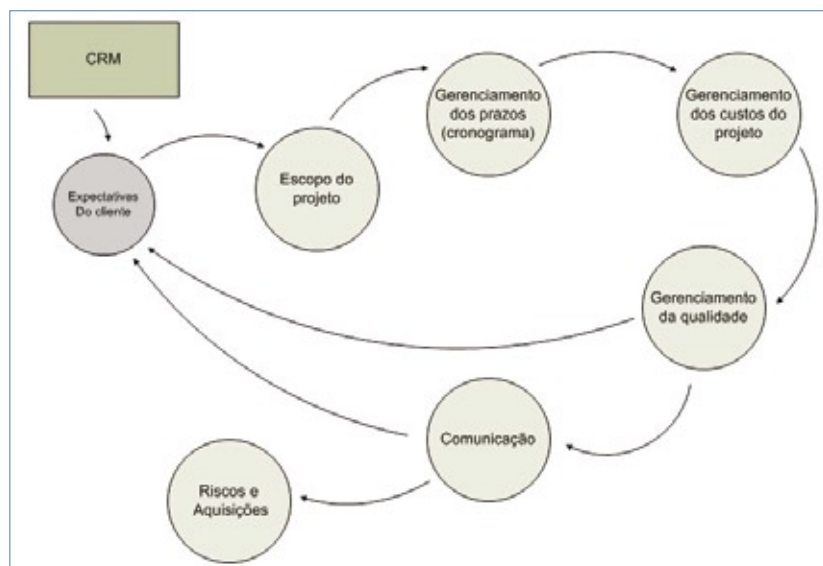 CRM
Expectativas
Do cliente
Escopo do
projeto
Gerenciamento
dos prazos
(cronograma)
Gerenciamento
dos custos do
projeto
Gerenciamento
da qualidade
Comunicação
Riscos e
Aquisições